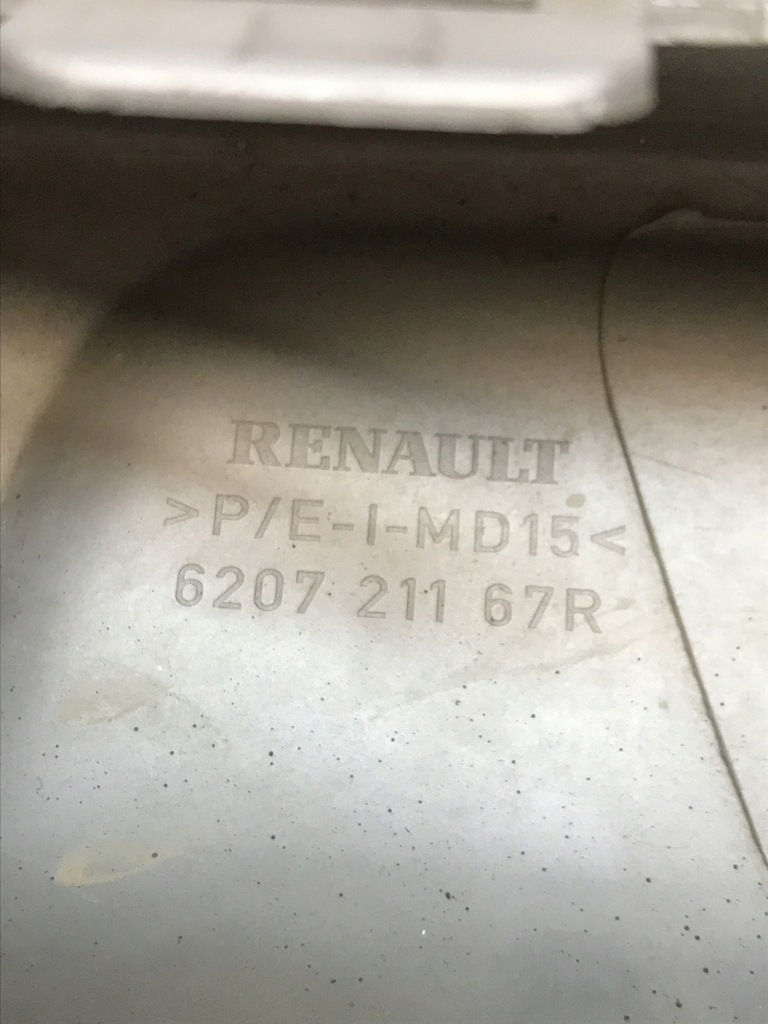 RENAULT
>P/E-I-MD15<
6207 211 67R